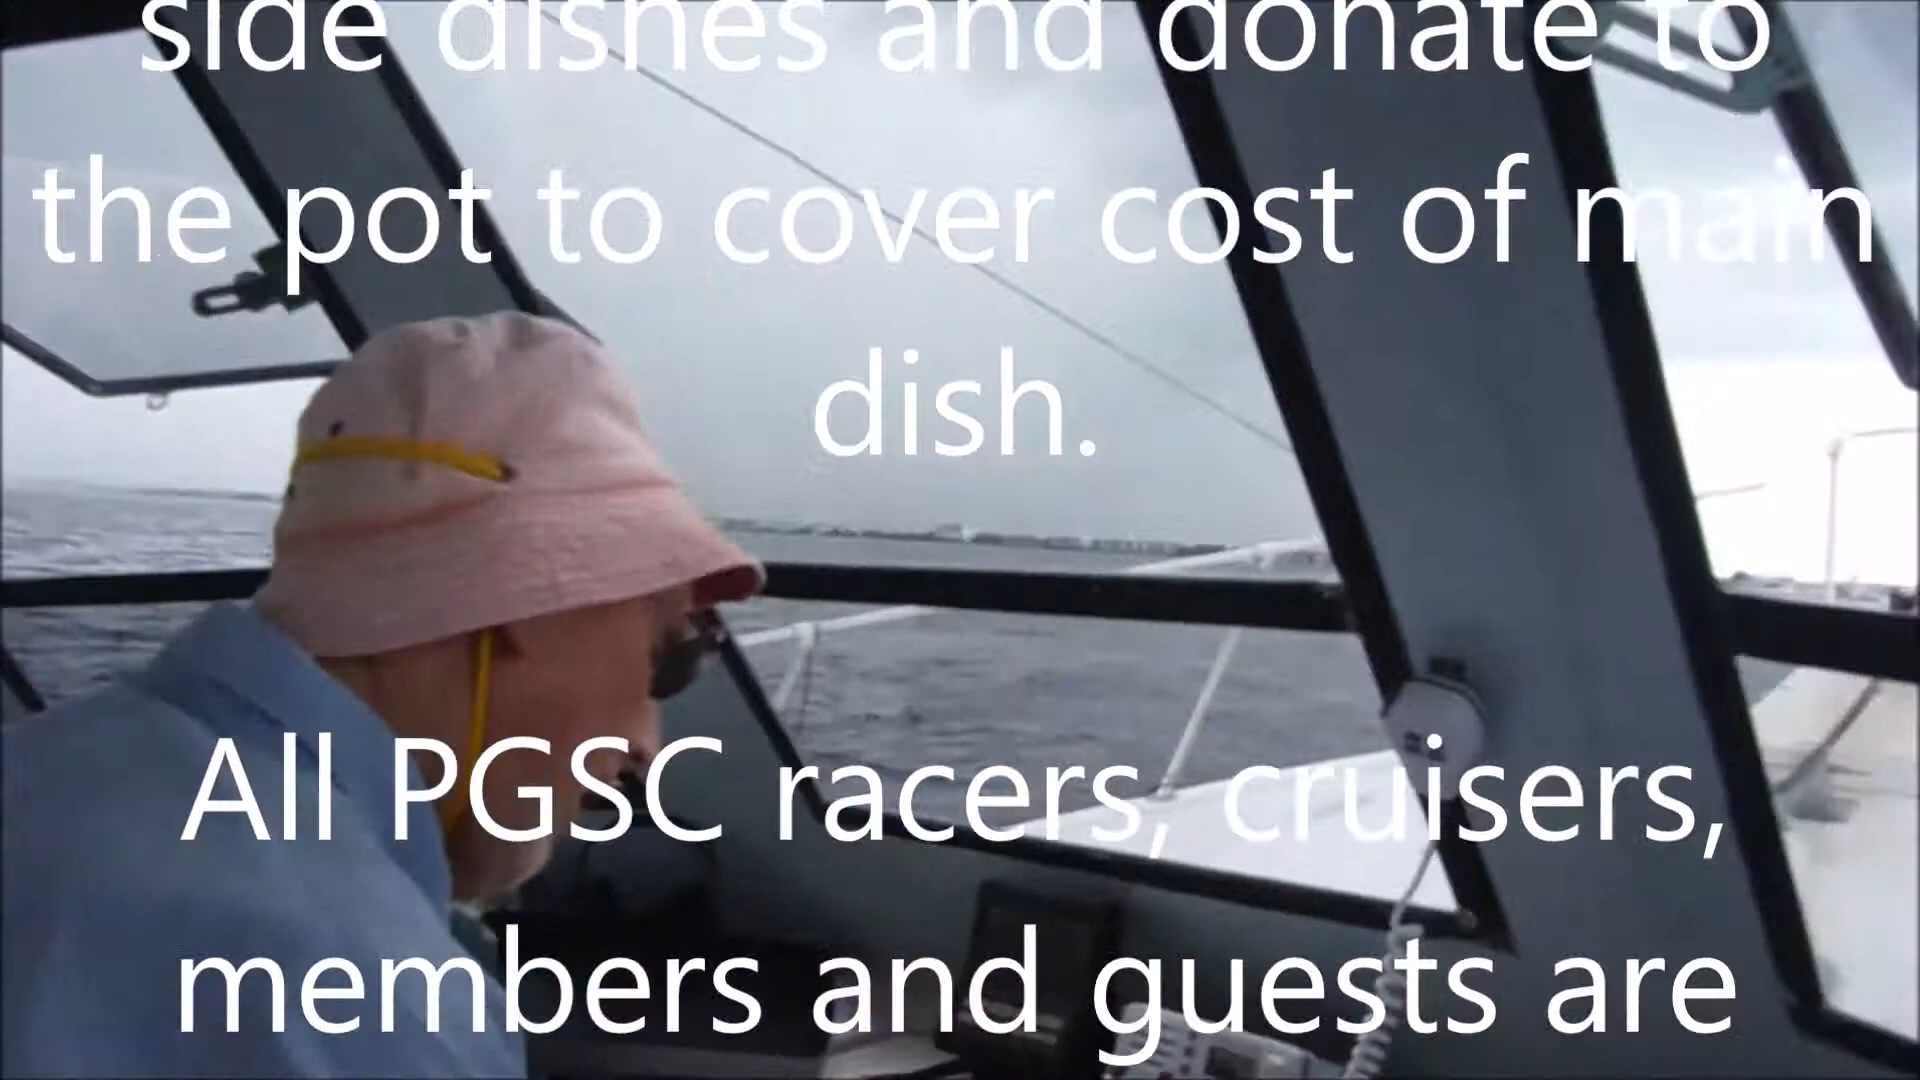 side dishes and donate to
the pot to cover cost of main
dish.
All PGSC racers, cruisers,
members and guests are